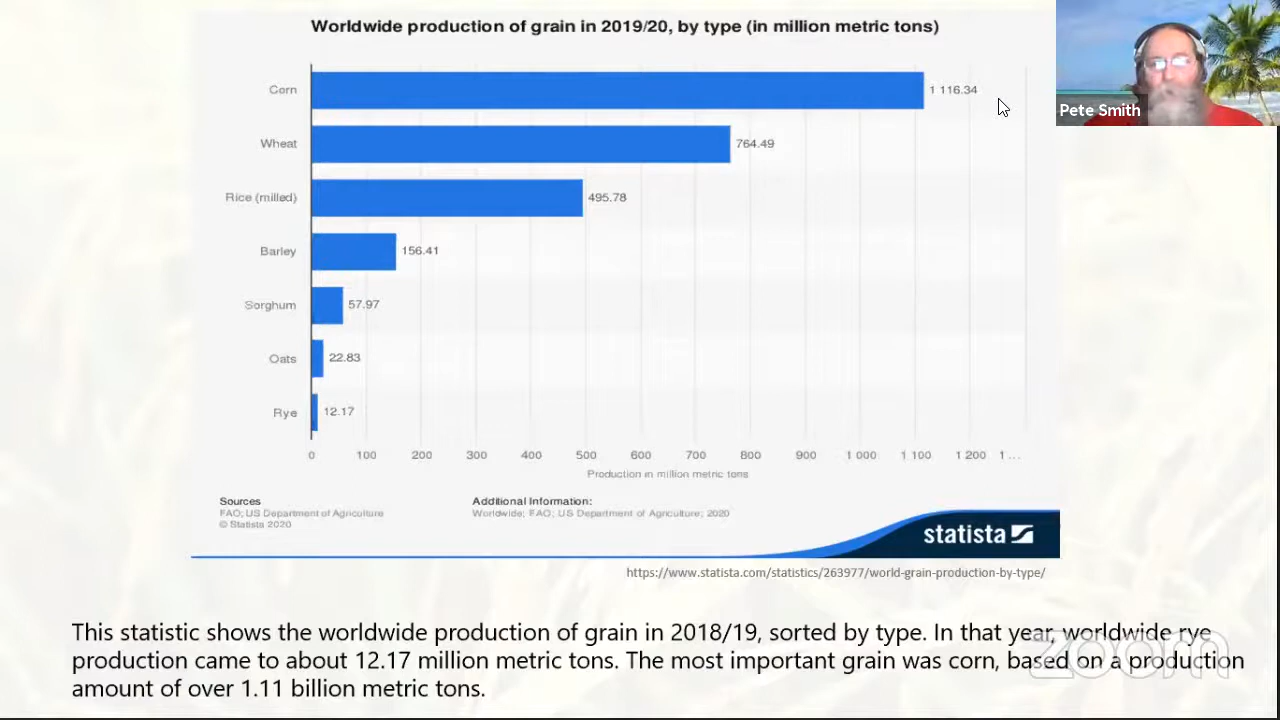 Worldwide production of grain in 2019/20, by type (in million metric tons)
Corn
1 116.34
Wheat
764.49
Rice (milled)
495.78
Barley
156.41
Sorghum
57.97
Oats
22.83
Rye
12.17
0 100 200 300 400 500 600 700 800 900 1 000 1 100 1 200 1 ...
Production in million metric tons
Sources
FAO; US Department of Agriculture
© Statista 2020
Additional Information:
Worldwide; FAO; US Department of Agriculture; 2020
statista
https://www.statista.com/statistics/263977/world-grain-production-by-type/
This statistic shows the worldwide production of grain in 2018/19, sorted by type. In that year, worldwide rye
production came to about 12.17 million metric tons. The most important grain was corn, based on a production
amount of over 1.11 billion metric tons.
Pete Smith
zoom